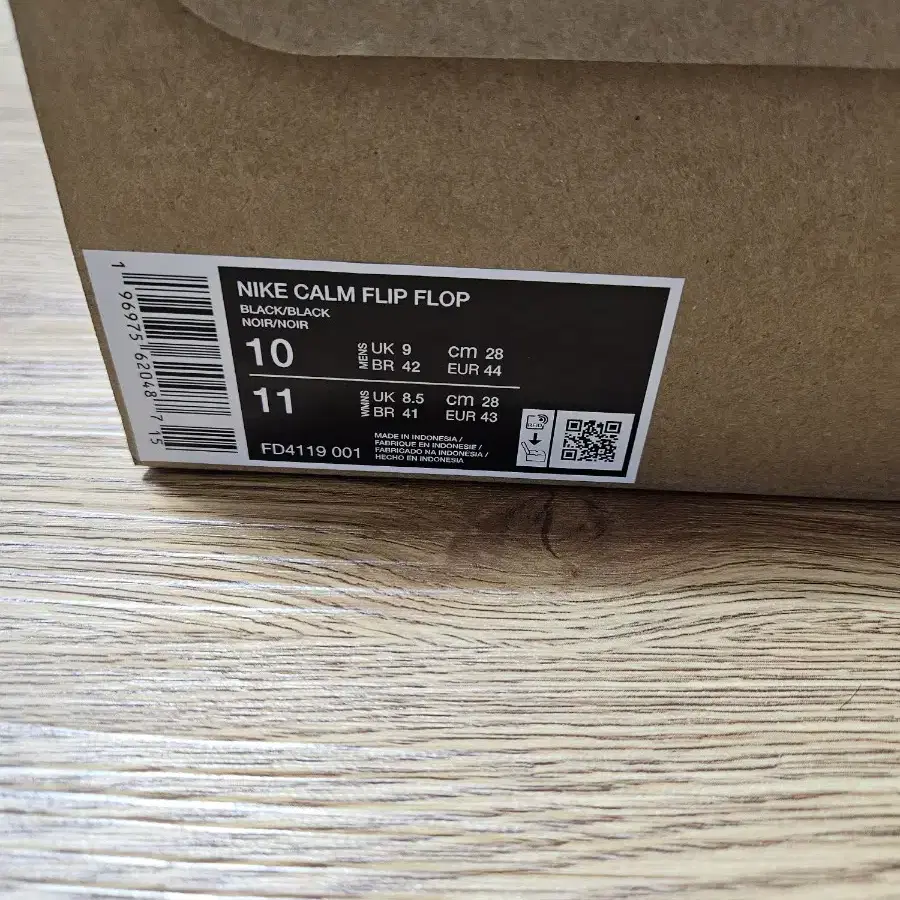 NIKE CALM FLIP FLOP
BLACK/BLACK
NOIR/NOIR
10 MENS UK 9 cm 28
BR 42 EUR 44
11 WMNS UK 8.5 cm 28
BR 41 EUR 43
FD4119 001
MADE IN INDONESIA /
FABRIQUE EN INDONESIE /
FABRICADO NA INDONESIA /
HECHO EN INDONESIA
1 96975 62048 7 15